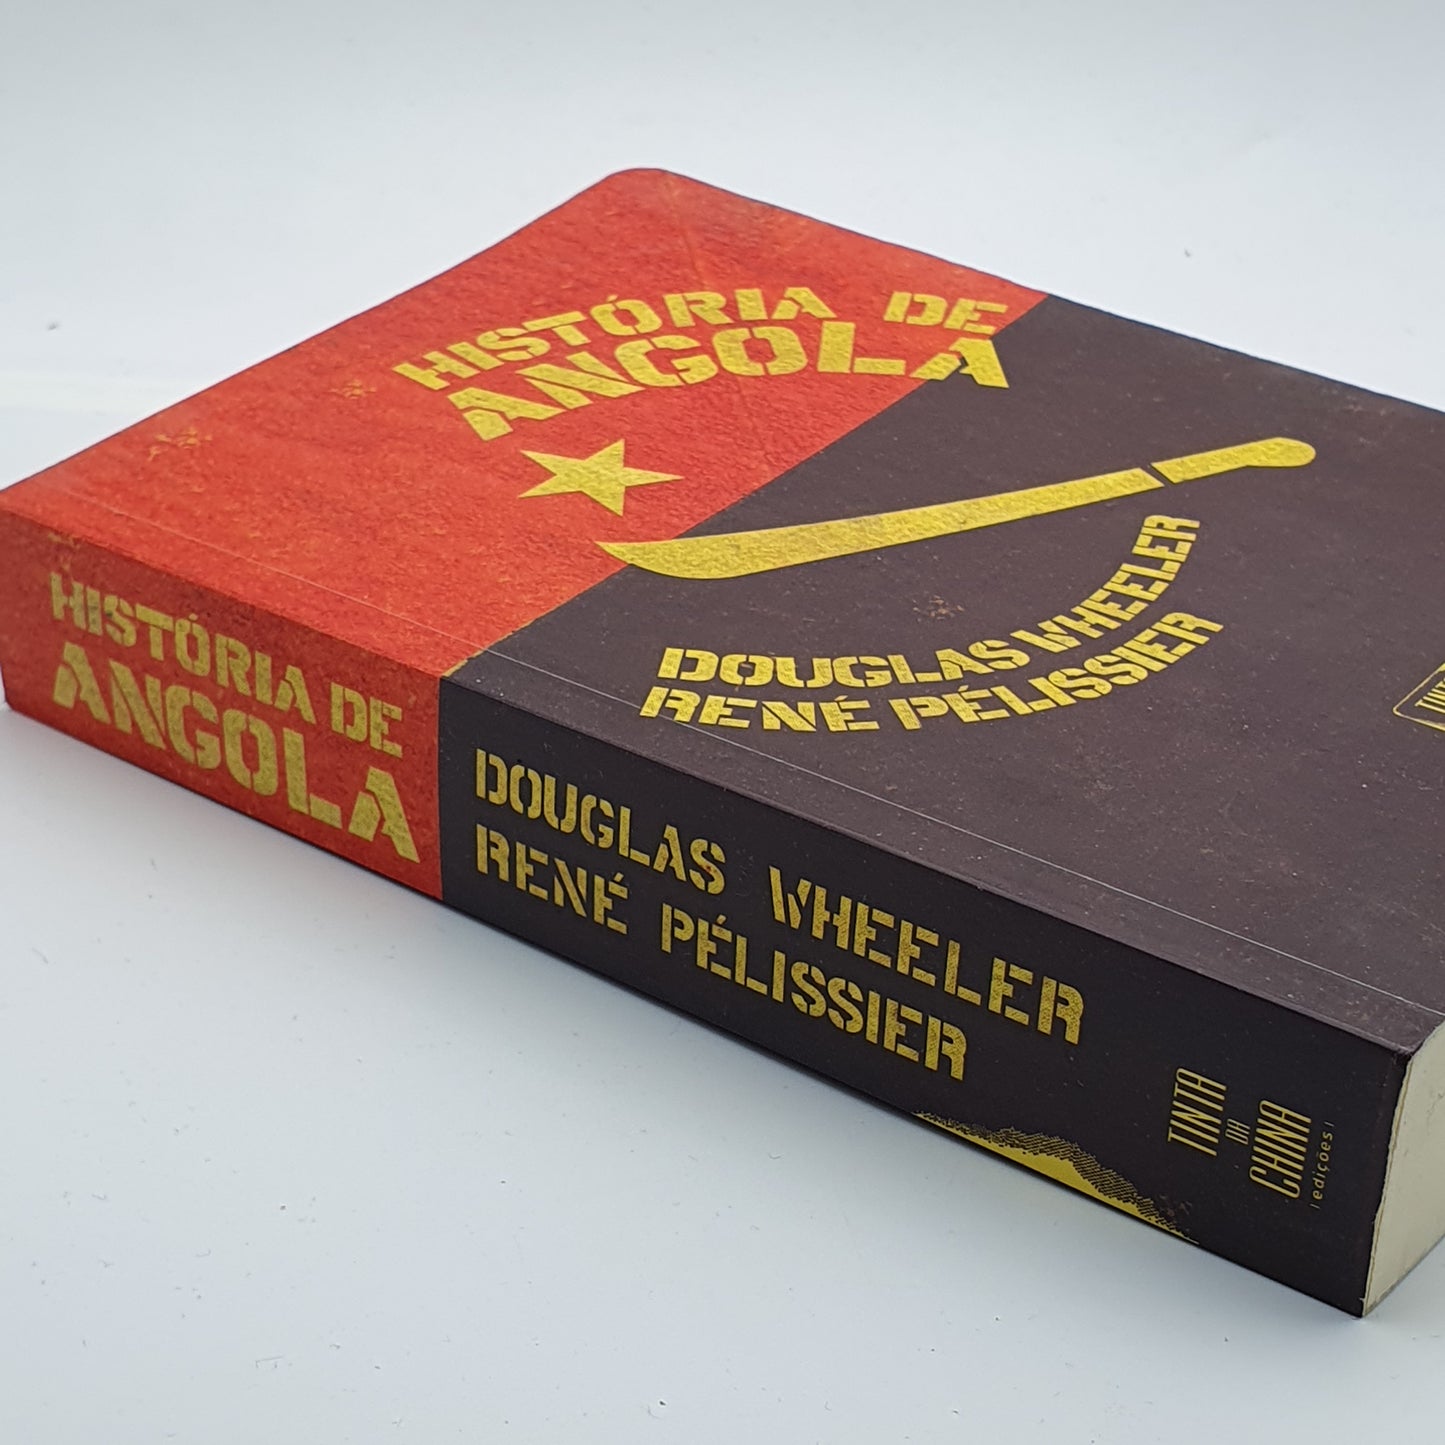 HISTÓRIA DE
ANGOLA
DOUGLAS WHEELER
RENÉ PÉLISSIER
HISTÓRIA DE
ANGOLA
DOUGLAS WHEELER
RENÉ PÉLISSIER
TINTA
DA
CHINA
edições